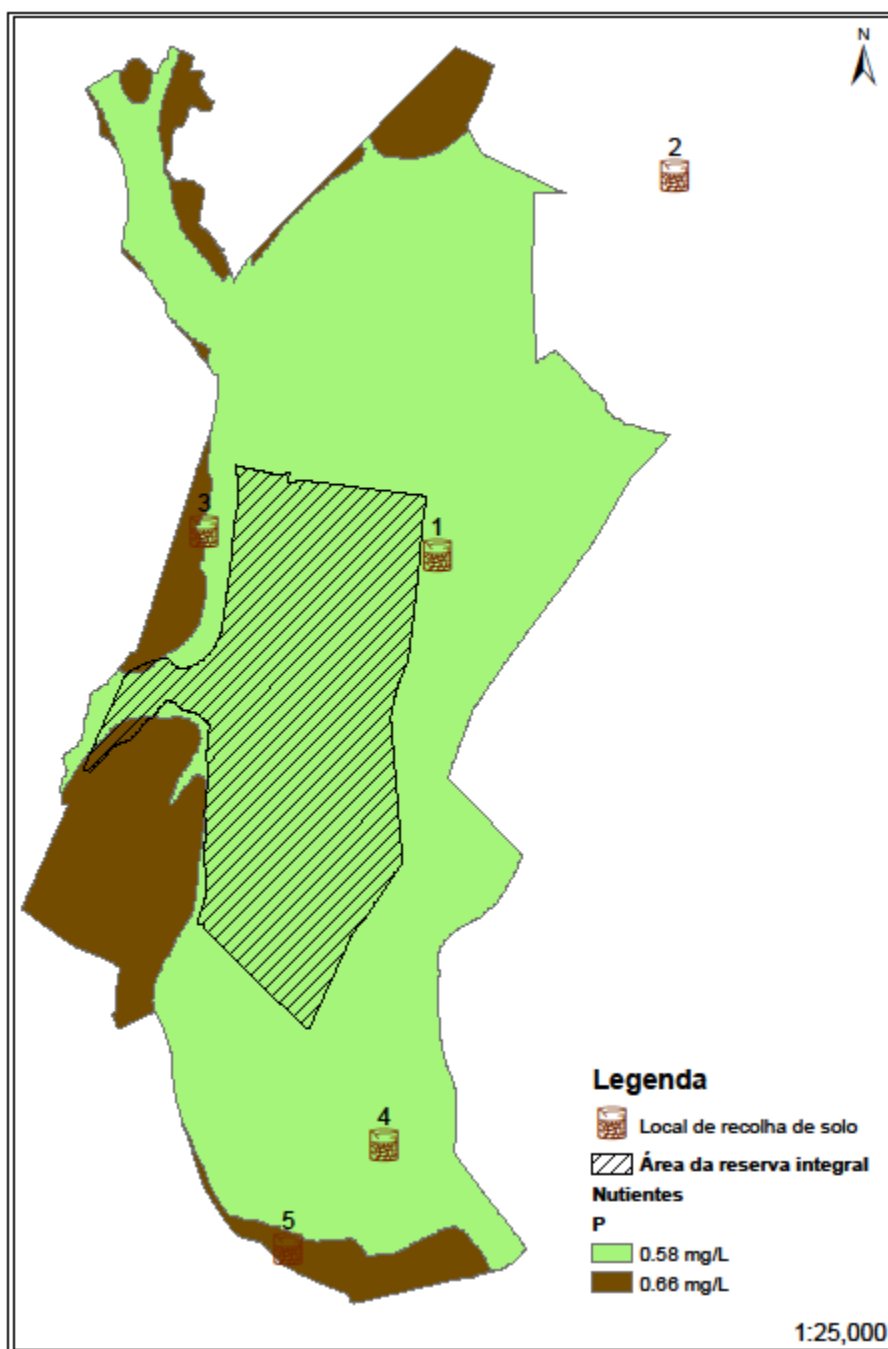 N
2
3
1
4
5
Legenda
Local de recolha de solo
Área da reserva integral
Nutientes
P
0.58 mg/L
0.66 mg/L
1:25,000